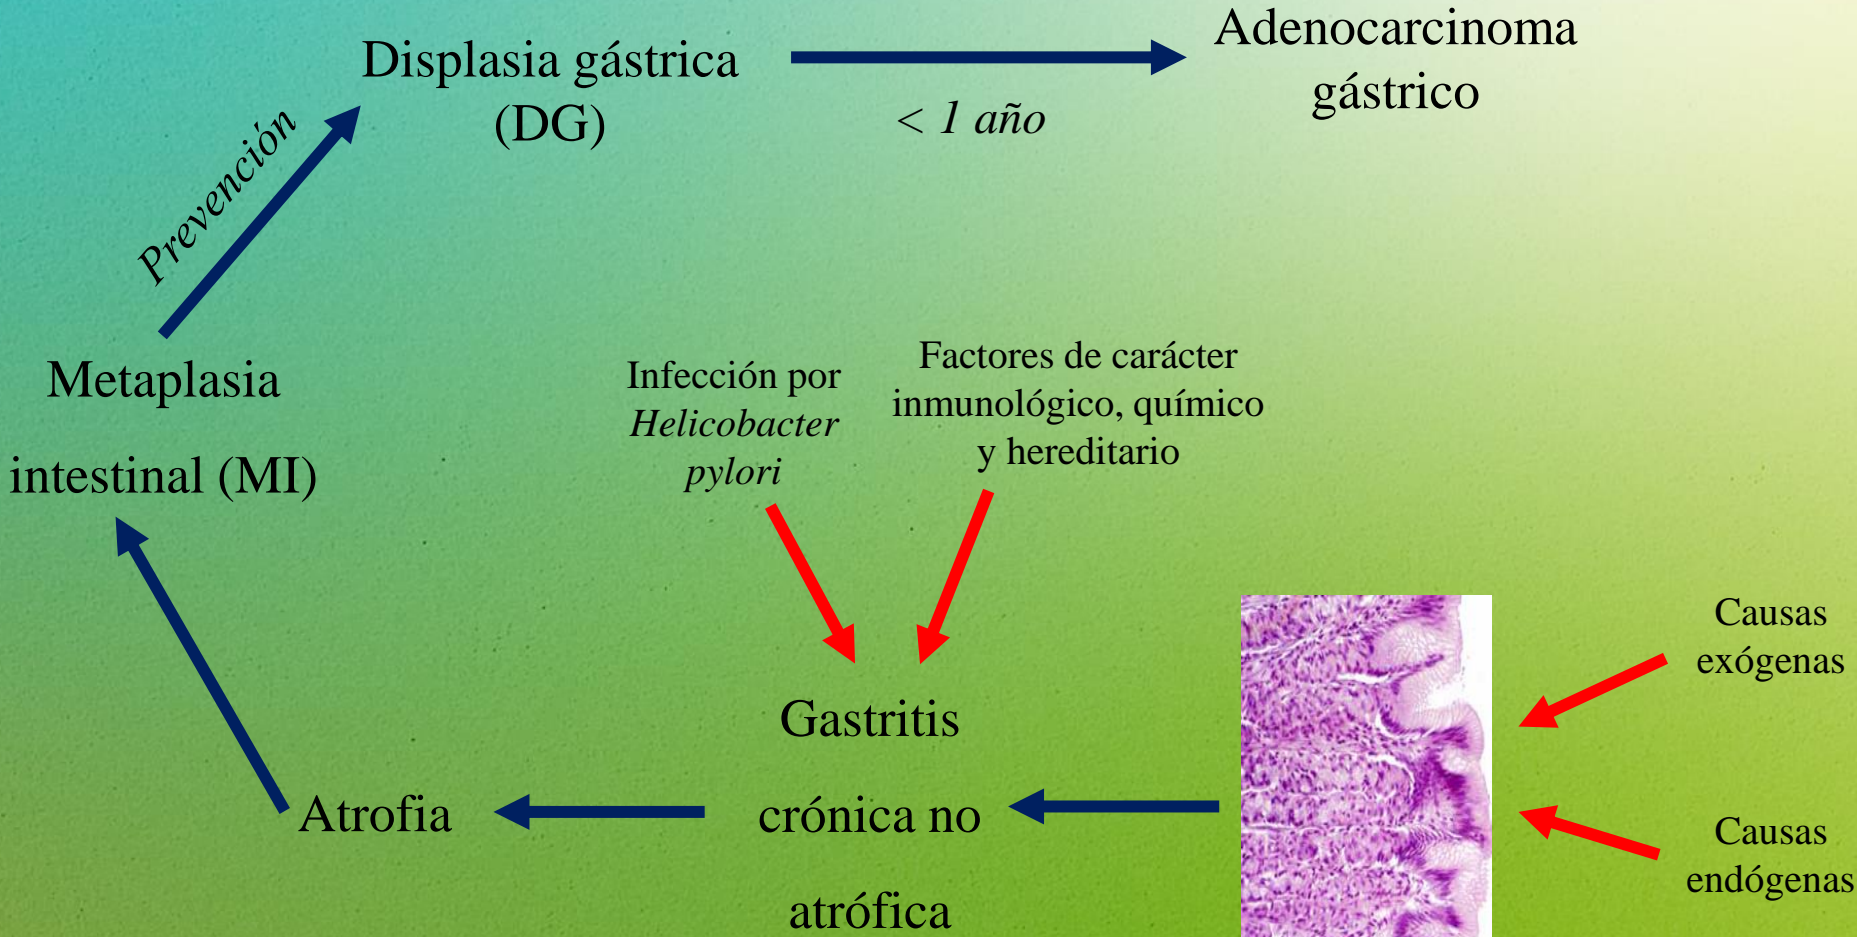 Displasia gástrica
(DG)
< 1 año
Adenocarcinoma
gástrico
Prevención
Metaplasia
intestinal (MI)
Infección por
Helicobacter
pylori
Factores de carácter
inmunológico, químico
y hereditario
Causas
exógenas
Gastritis
crónica no
atrófica
Atrofia
Causas
endógenas